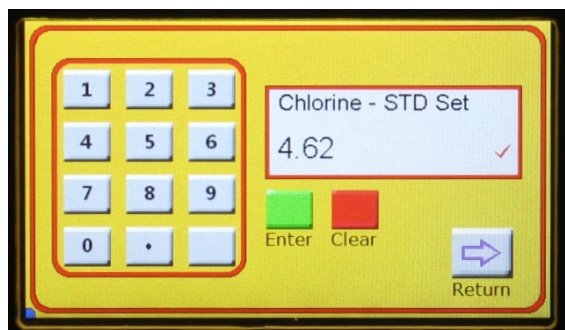 1 2 3
4 5 6
7 8 9
0 .
Chlorine - STD Set
4.62
Enter Clear
Return